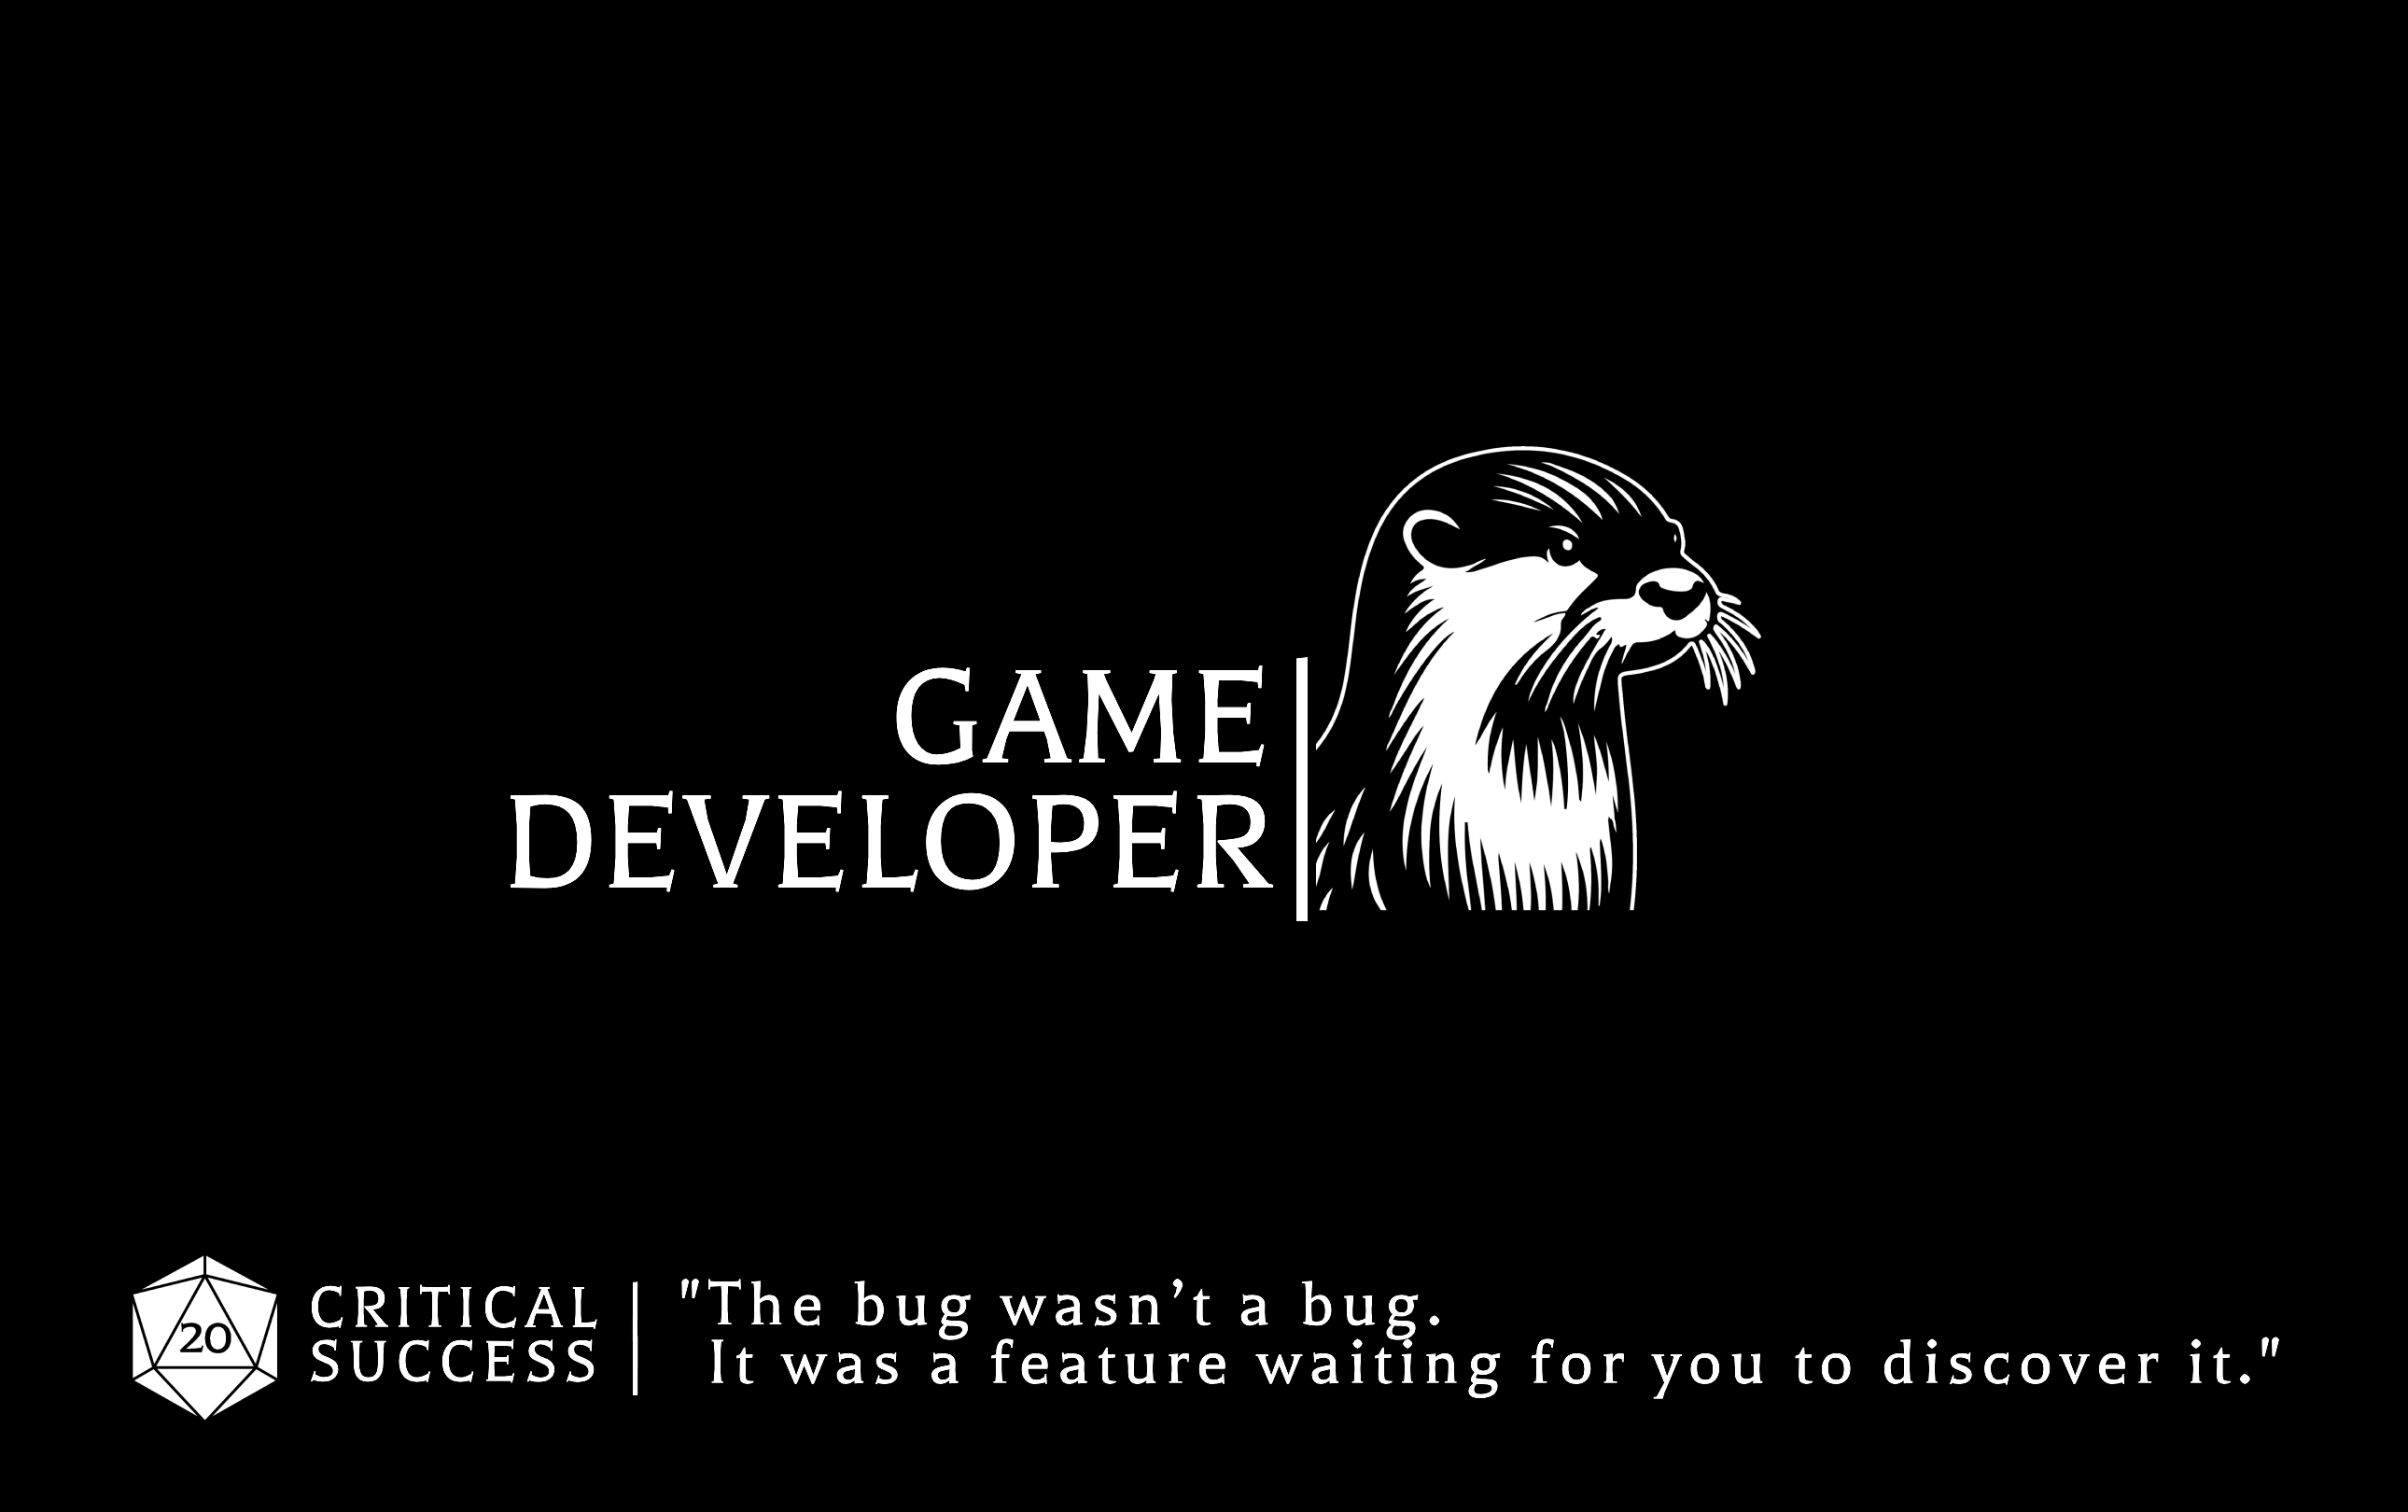 GAME
DEVELOPER
20
CRITICAL
SUCCESS
"The bug wasn’t a bug.
It was a feature waiting for you to discover it."